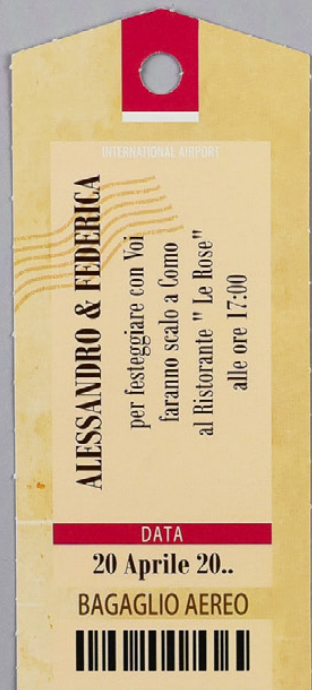 INTERNATIONAL AIRPORT
ALESSANDRO & FEDERICA
per festeggiare con Voi
faranno scalo a Como
al Ristorante " Le Rose"
alle ore 17:00
DATA
20 Aprile 20..
BAGAGLIO AEREO